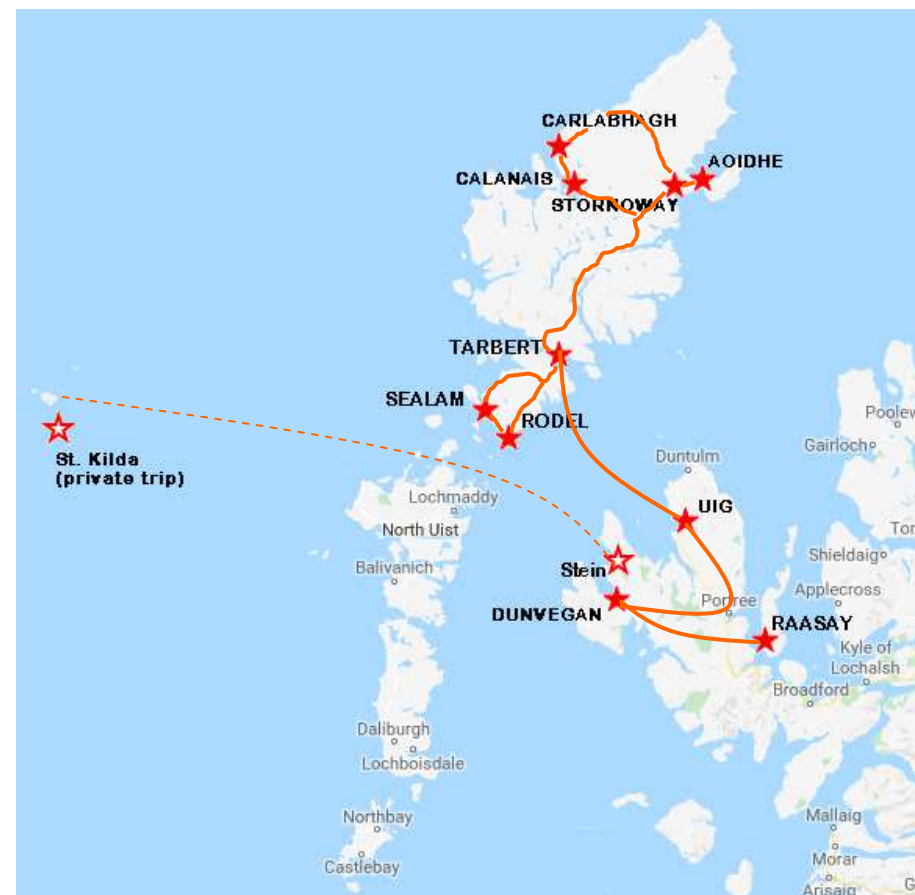 CARLABHAGH
AOIDHE
CALANAIS
STORNOWAY
TARBERT
SEALAM
RODEL
St. Kilda
(private trip)
Duntulm
Gairloch
Lochmaddy
UIG
North Uist
Shieldaig
Stein
Balivanich
Applecross
DUNVEGAN
Portree
RAASAY
Kyle of
Lochalsh
Broadford
Daliburgh
Lochboisdale
Northbay
Mallaig
Castlebay
Morar
Arisaig